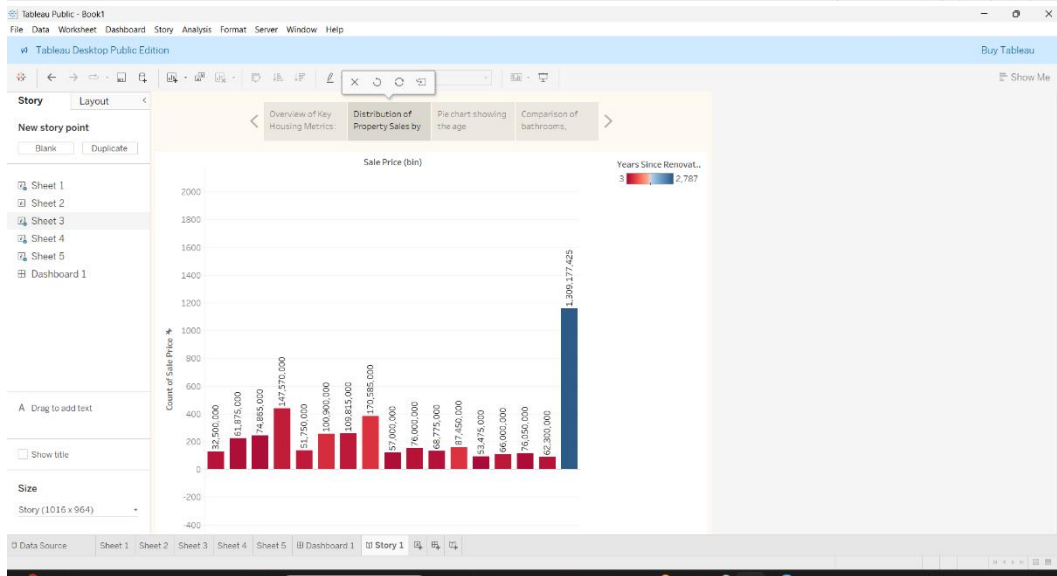 Tableau Public - Book1
File Data Worksheet Dashboard Story Analysis Format Server Window Help
Tableau Desktop Public Edition Buy Tableau
Show Me
Story Layout
New story point
Blank Duplicate
Overview of Key Housing Metrics:
Distribution of Property Sales by
Pie chart showing the age
Comparison of bathrooms,
Sheet 1
Sheet 2
Sheet 3
Sheet 4
Sheet 5
Dashboard 1
A Drag to add text
Show title
Size
Story (1016 x 964)
Sale Price (bin)
Years Since Renovat..
3 2,787
Count of Sale Price
2000
1800
1600
1400
1200
1000
800
600
400
200
0
-200
-400
32,500,000
61,875,000
74,865,000
147,570,000
51,750,000
100,900,000
109,815,000
170,585,000
57,000,000
76,000,000
68,775,000
87,450,000
53,475,000
66,000,000
76,050,000
62,300,000
1,309,177,425
Data Source Sheet 1 Sheet 2 Sheet 3 Sheet 4 Sheet 5 Dashboard 1 Story 1